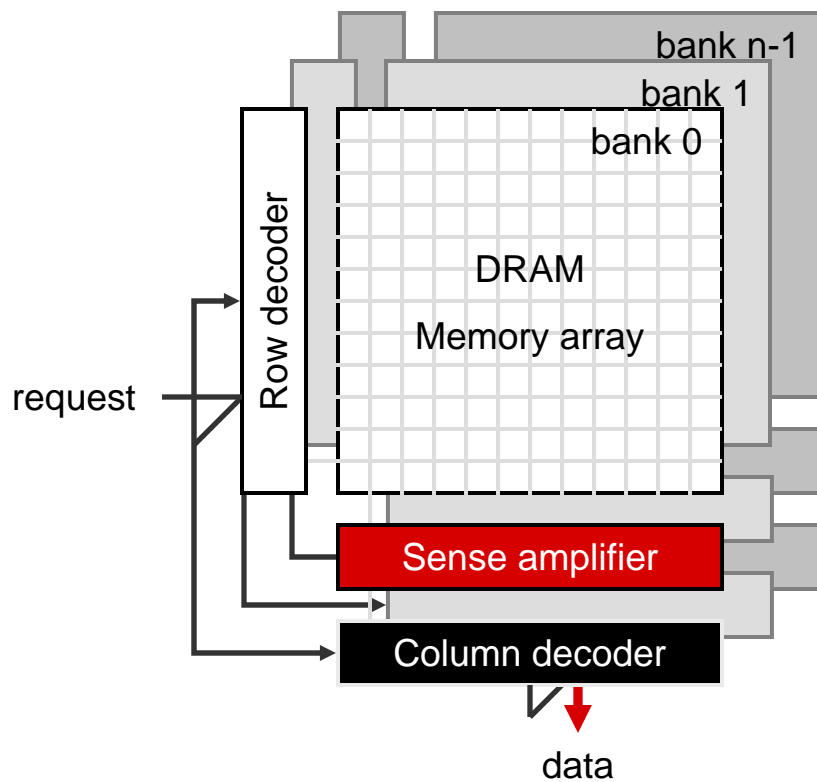 bank n-1
bank 1
bank 0
Row decoder
DRAM
Memory array
request
Sense amplifier
Column decoder
data